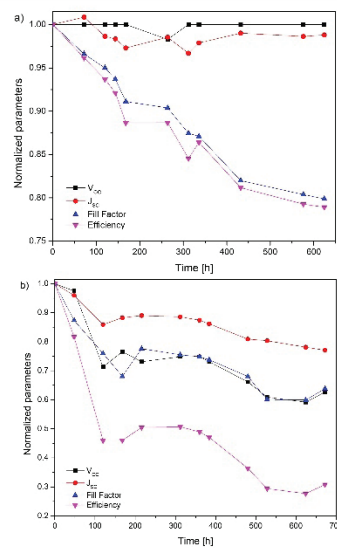 a)
1.00
0.95
0.90
0.85
0.80
0.75
Normalized parameters
V_OC
J_SC
Fill Factor
Efficiency
0 100 200 300 400 500 600
Time [h]
b)
1.0
0.9
0.8
0.7
0.6
0.5
0.4
0.3
0.2
Normalized parameters
V_OC
J_SC
Fill Factor
Efficiency
0 100 200 300 400 500 600 70
Time [h]